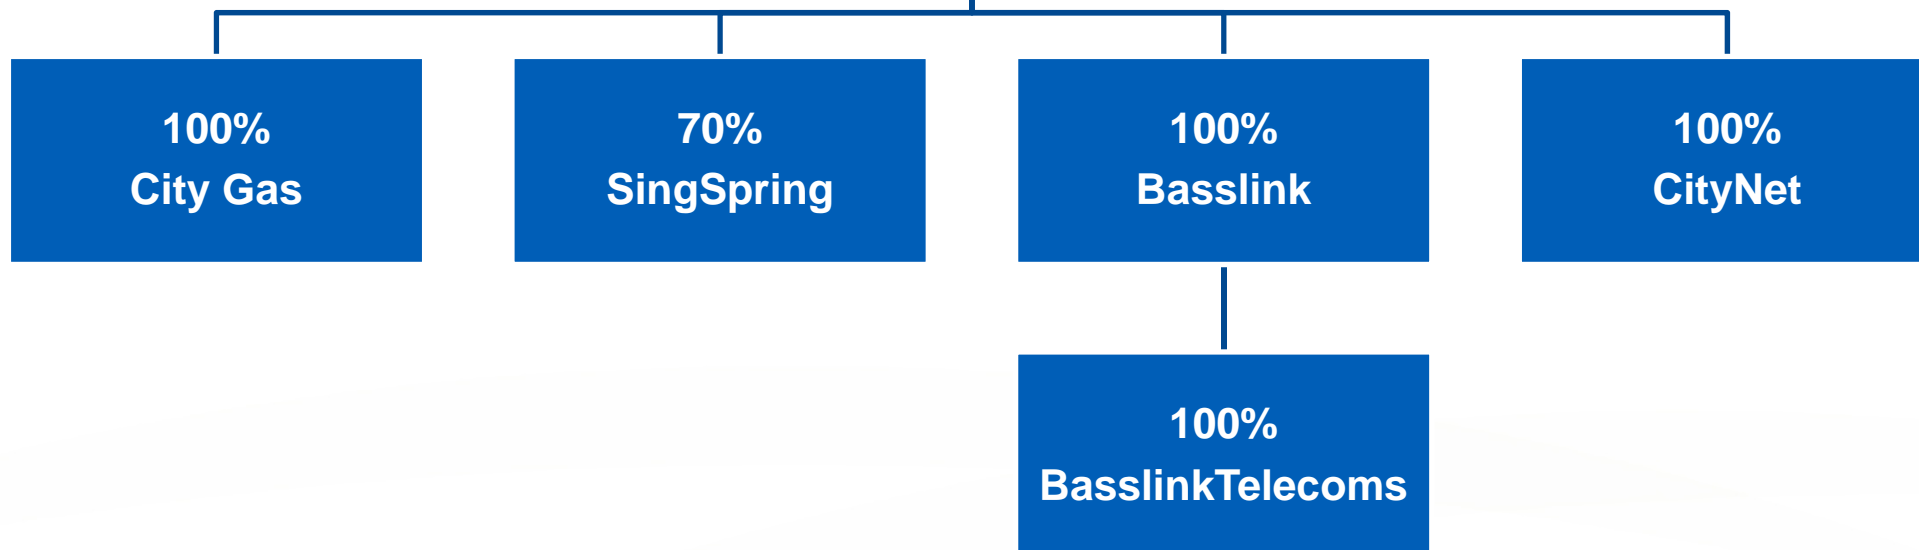 100%
City Gas
70%
SingSpring
100%
Basslink
100%
CityNet
100%
BasslinkTelecoms